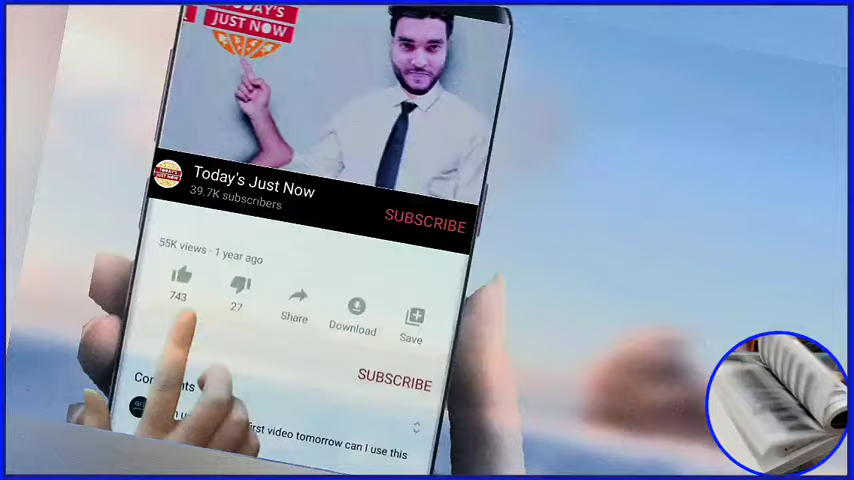 TODAY'S
JUST NOW
Today's Just Now
39.7K subscribers
SUBSCRIBE
55K views · 1 year ago
743
27
Share
Download
Save
SUBSCRIBE
irst video tomorrow can I use this